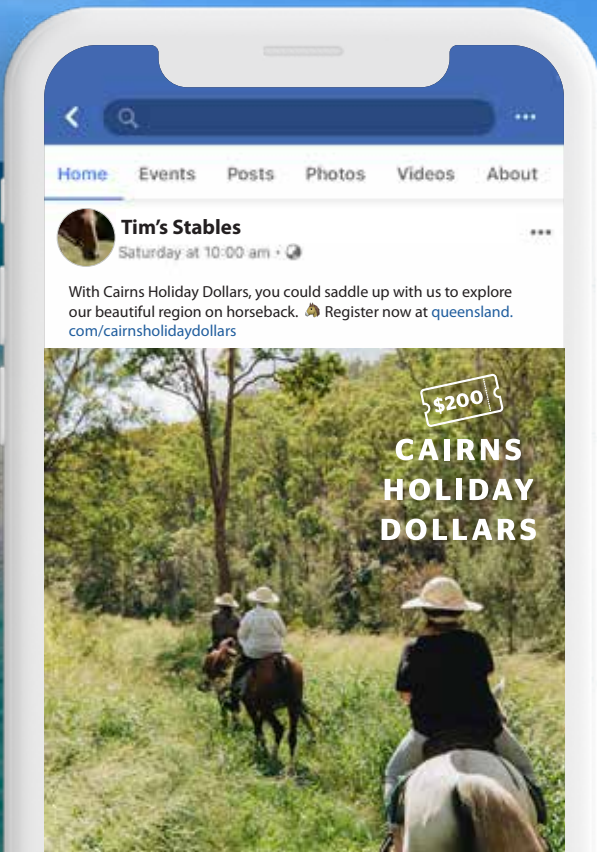 Home Events Posts Photos Videos About
Tim's Stables
Saturday at 10:00 am ·
With Cairns Holiday Dollars, you could saddle up with us to explore
our beautiful region on horseback. 🐴 Register now at queensland.
com/cairnsholidaydollars
$200
CAIRNS
HOLIDAY
DOLLARS